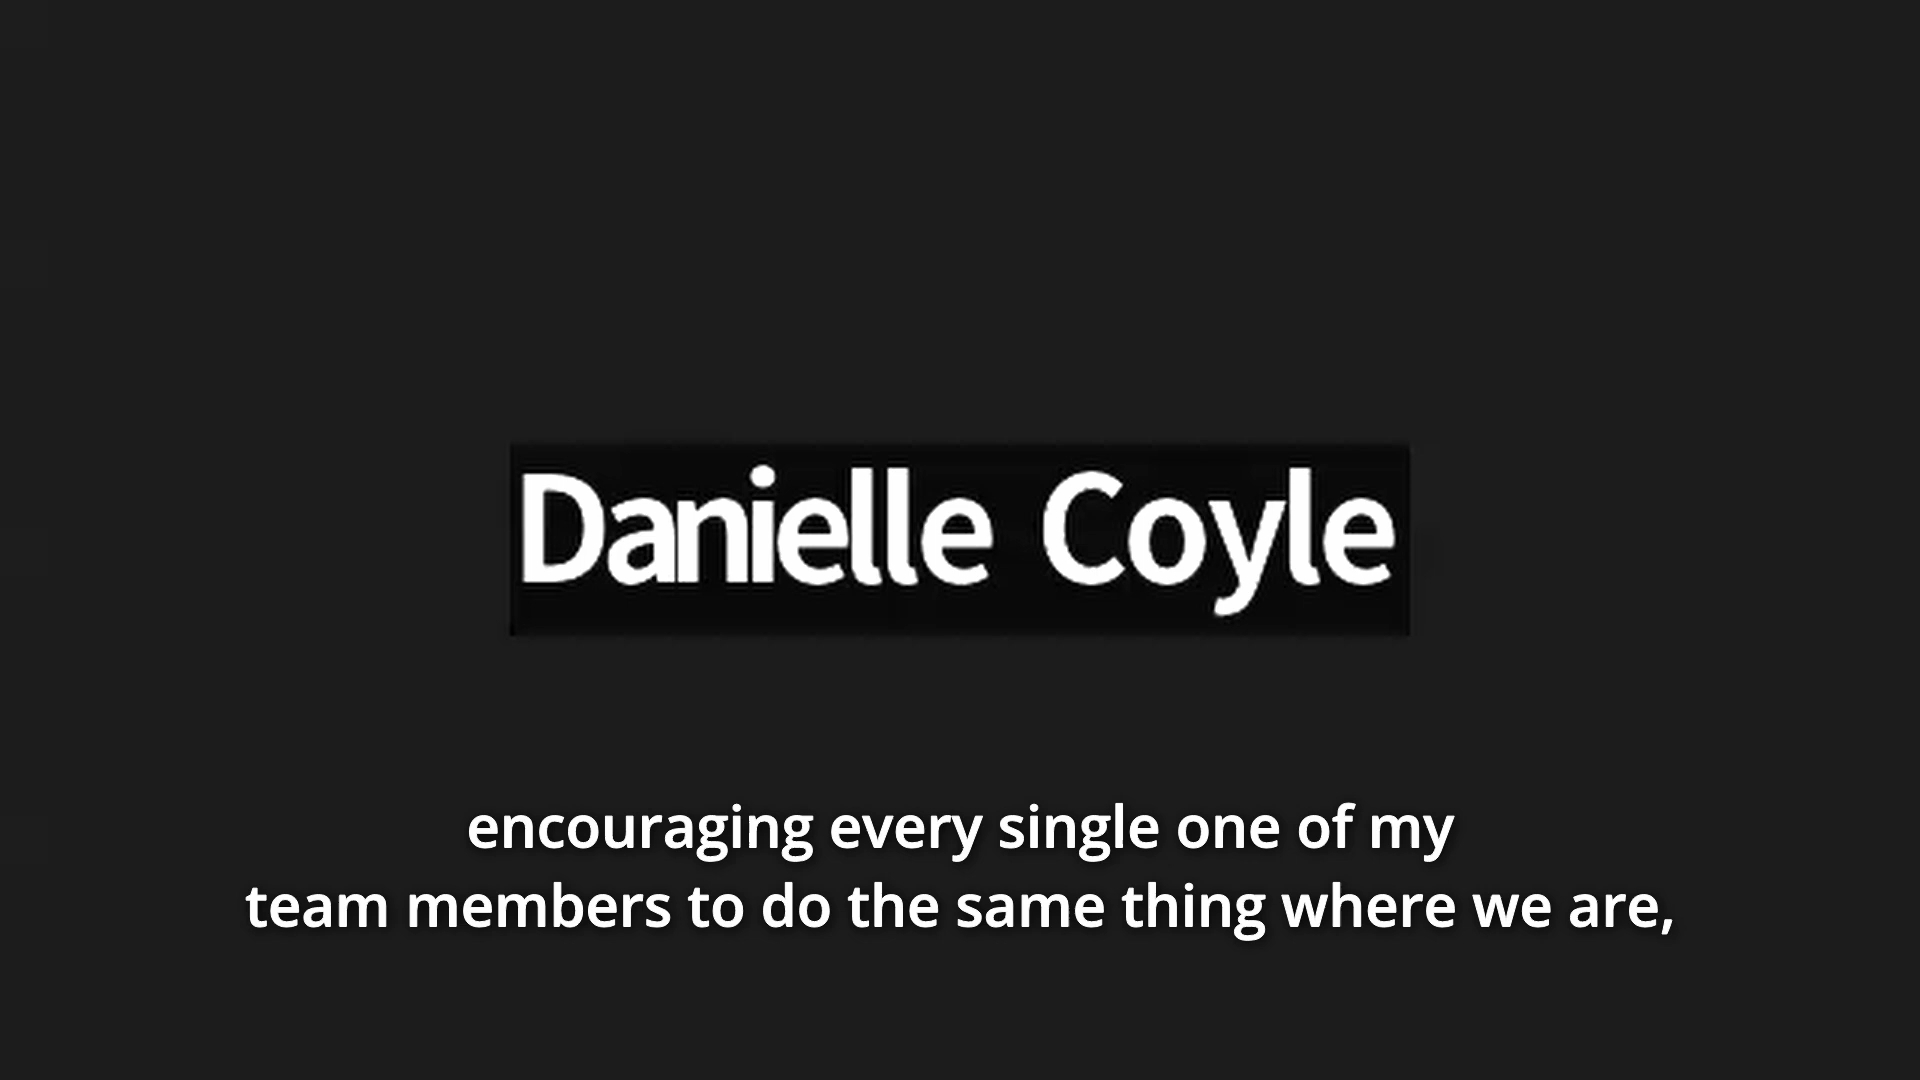 Danielle Coyle
encouraging every single one of my
team members to do the same thing where we are,